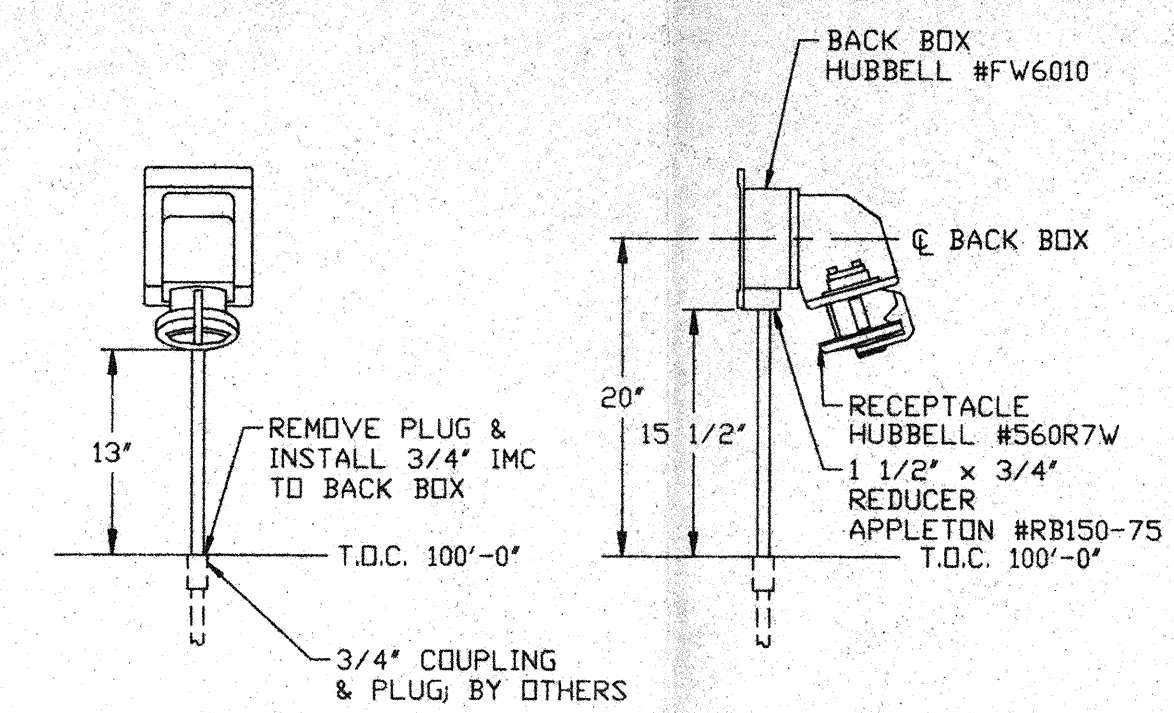 BACK BOX
HUBBELL #FW6010
℄ BACK BOX
20"
15 1/2"
RECEPTACLE
HUBBELL #560R7W
1 1/2" x 3/4"
REDUCER
APPLETON #RB150-75
T.O.C. 100'-0"
13"
REMOVE PLUG &
INSTALL 3/4" IMC
TO BACK BOX
T.O.C. 100'-0"
3/4" COUPLING
& PLUG; BY OTHERS